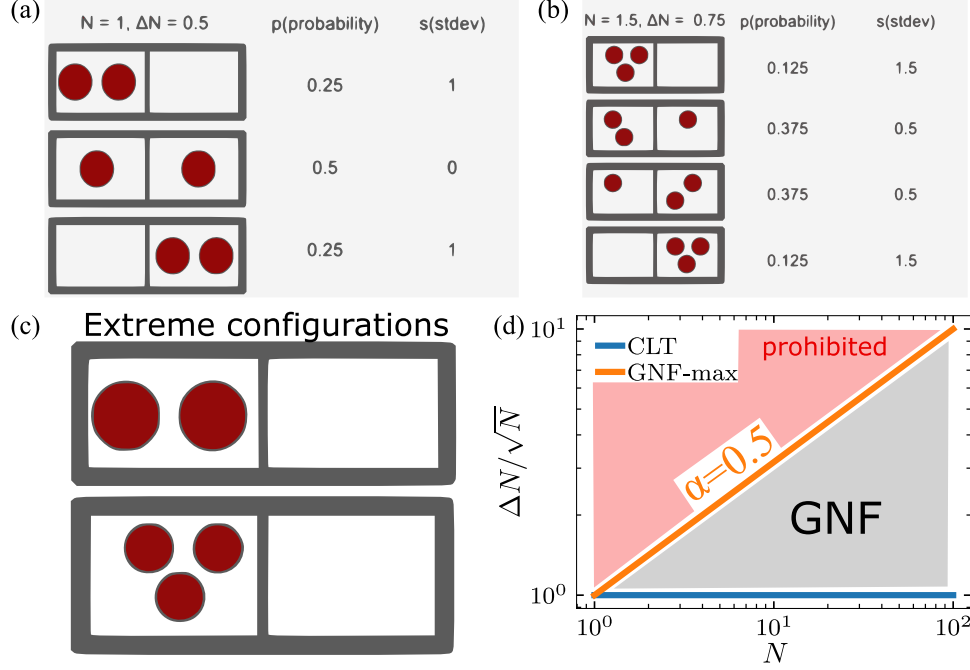 (a)
N = 1, ΔN = 0.5 p(probability) s(stdev)
0.25 1
0.5 0
0.25 1
(b)
N = 1.5, ΔN = 0.75 p(probability) s(stdev)
0.125 1.5
0.375 0.5
0.375 0.5
0.125 1.5
(c)
Extreme configurations
(d)
10¹
CLT
GNF-max
prohibited
α=0.5
GNF
ΔN/√N
10⁰
10⁰ 10¹ 10²
N